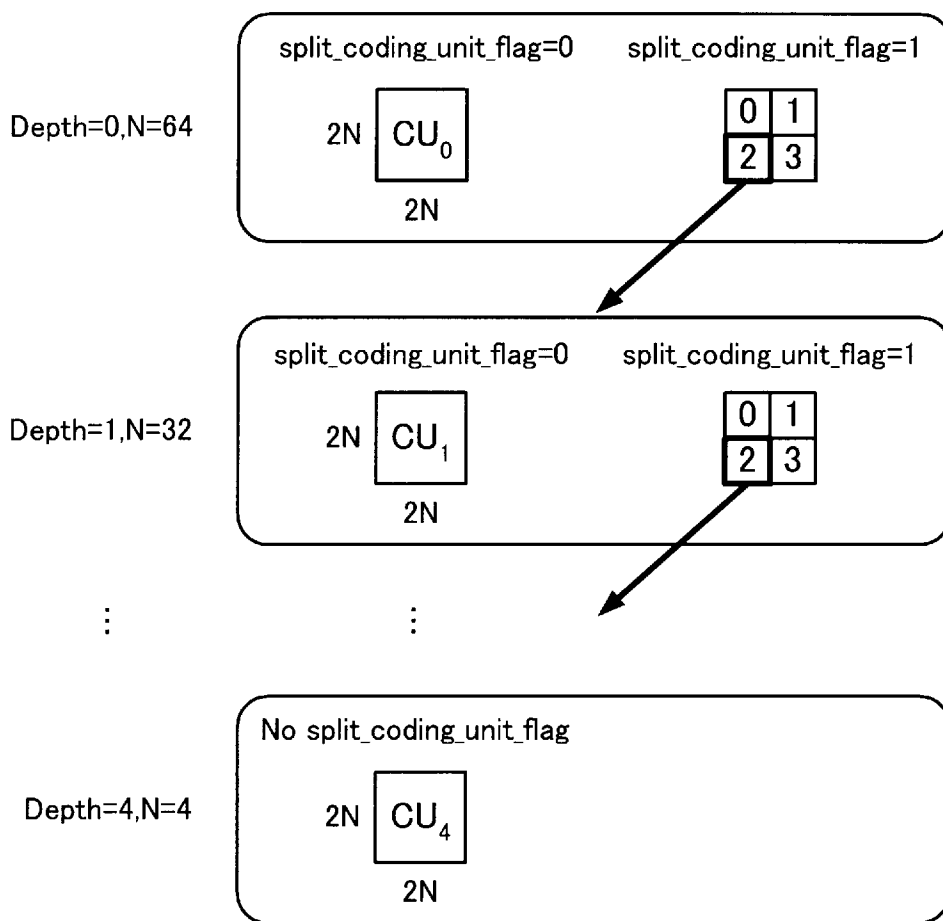 split_coding_unit_flag=0 split_coding_unit_flag=1
Depth=0,N=64
2N CU₀
2N
0 1
2 3
split_coding_unit_flag=0 split_coding_unit_flag=1
Depth=1,N=32
2N CU₁
2N
0 1
2 3
⋮ ⋮
No split_coding_unit_flag
Depth=4,N=4
2N CU₄
2N